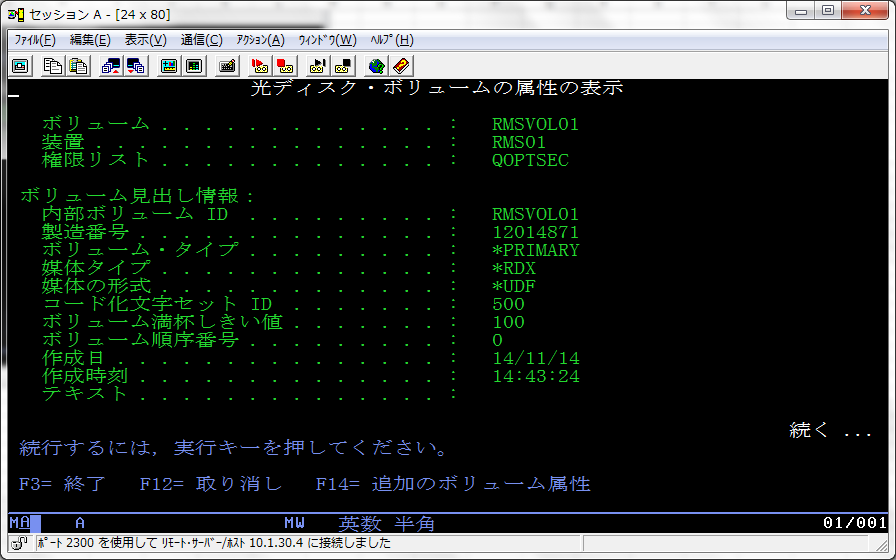 セッション A - [24 x 80]
ﾌｧｲﾙ(F) 編集(E) 表示(V) 通信(C) ｱｸｼｮﾝ(A) ｳｨﾝﾄﾞｳ(W) ﾍﾙﾌﾟ(H)
光ディスク・ボリュームの属性の表示
ボリューム . . . . . . . . . . . . . : RMSVOL01
装置 . . . . . . . . . . . . . . . . : RMS01
権限リスト . . . . . . . . . . . . . : QOPTSEC
ボリューム見出し情報：
内部ボリューム ID . . . . . . . . . : RMSVOL01
製造番号 . . . . . . . . . . . . . . : 12014871
ボリューム・タイプ . . . . . . . . . : *PRIMARY
媒体タイプ . . . . . . . . . . . . . : *RDX
媒体の形式 . . . . . . . . . . . . . : *UDF
コード化文字セット ID . . . . . . . : 500
ボリューム満杯しきい値 . . . . . . . : 100
ボリューム順序番号 . . . . . . . . . : 0
作成日 . . . . . . . . . . . . . . . : 14/11/14
作成時刻 . . . . . . . . . . . . . . : 14:43:24
テキスト . . . . . . . . . . . . . . :
続く ...
続行するには，実行キーを押してください。
F3= 終了 F12= 取り消し F14= 追加のボリューム属性
MA A MW 英数 半角 01/001
ﾎﾟｰﾄ 2300 を使用して ﾘﾓｰﾄ･ｻｰﾊﾞｰ/ﾎｽﾄ 10.1.30.4 に接続しました